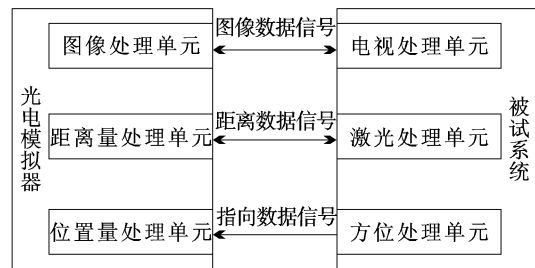 图像处理单元 图像数据信号 电视处理单元
光电模拟器
距离量处理单元 距离数据信号 激光处理单元
被试系统
位置量处理单元 指向数据信号 方位处理单元